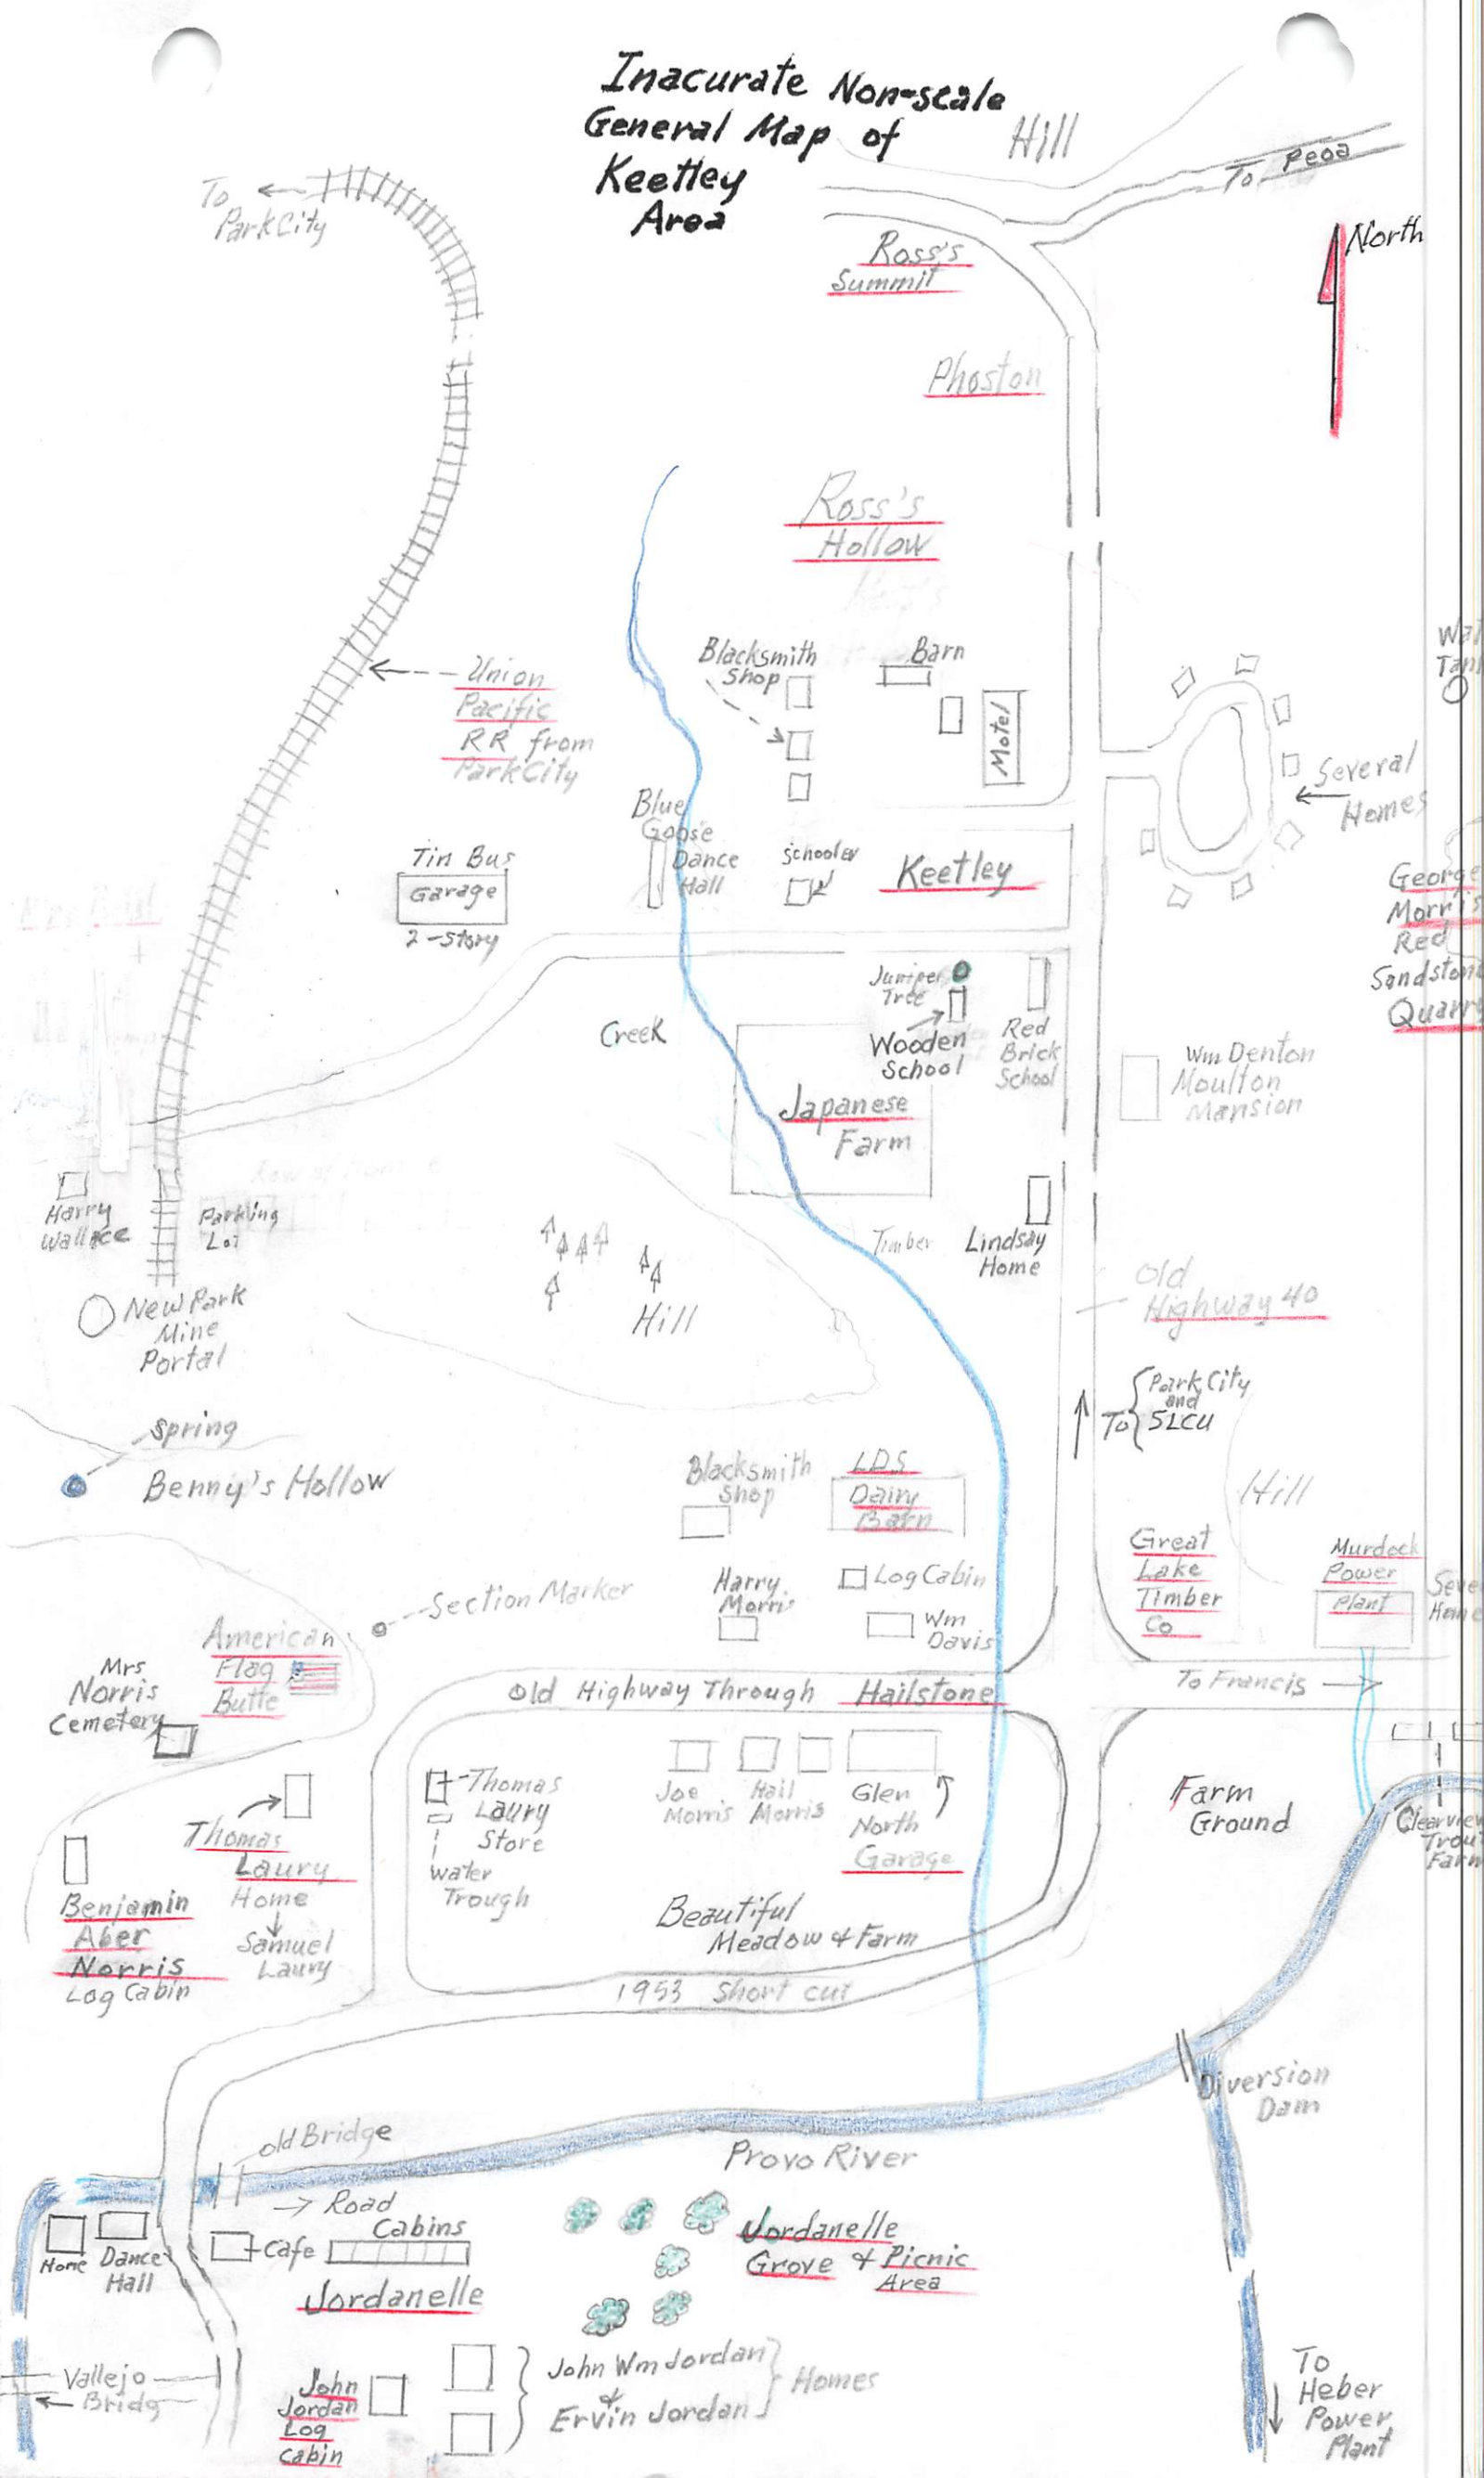 Inacurate Non-scale
General Map of
Keetley
Area
Hill
To Peoa
To
ParkCity
North
Ross's
Summit
Phoston
Ross's
Hollow
Union
Pacific
RR from
ParkCity
Blacksmith
Shop
Barn
Motel
Several
Homes
Blue
Goose
Dance
Hall
Tin Bus
Garage
2-Story
Keetley
George
Morris
Red
Sandstone
Quarry
Juniper
Tree
Wooden
School
Red
Brick
School
Creek
Wm Denton
Moulton
Mansion
Japanese
Farm
Harry
Wallace
Parking
Lot
Timber
Lindsay
Home
Old
Highway 40
New Park
Mine
Portal
Hill
To
Park City
and
SLCU
Spring
Benny's Hollow
Blacksmith
Shop
LDS
Dairy
Barn
Hill
Great
Lake
Timber
Co
Murdock
Power
Plant
Section Marker
Harry
Morris
Log Cabin
Wm
Davis
American
Flag
Butte
Mrs
Norris
Cemetery
Old Highway Through Hailstone
To Francis
Thomas
Laury
Store
Water
Trough
Joe
Morris
Hail
Morris
Glen
North
Garage
Farm
Ground
Clearview
Trout
Farm
Thomas
Laury
Home
Samuel
Laury
Benjamin
Aber
Norris
Log Cabin
Beautiful
Meadow & Farm
1953 Short cut
Diversion
Dam
old Bridge
Provo River
Road
Home
Dance
Hall
Cafe
Cabins
Jordanelle
Jordanelle
Grove & Picnic
Area
Vallejo
Bridg
John
Jordan
Log
Cabin
John Wm Jordan
&
Ervin Jordan
Homes
To
Heber
Power
Plant